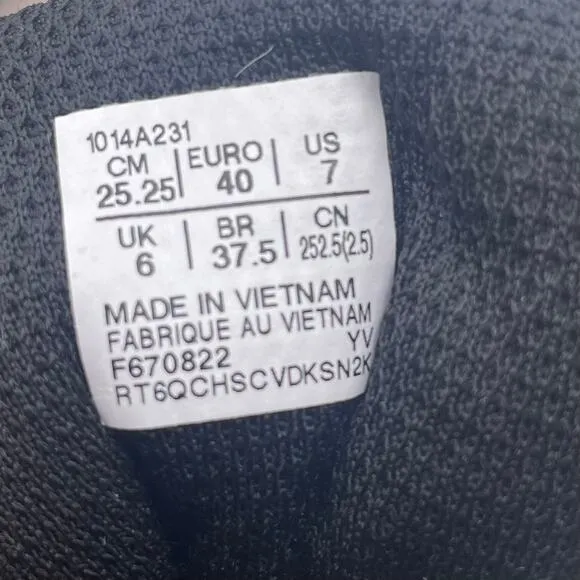 1014A231
CM | EURO | US
25.25 | 40 | 7
UK | BR | CN
6 | 37.5 | 252.5(2.5)
MADE IN VIETNAM
FABRIQUE AU VIETNAM
F670822 YV
RT6QCHSCVDKSN2K